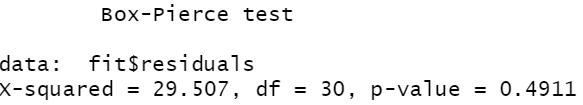 Box-Pierce test
data: fit$residuals
X-squared = 29.507, df = 30, p-value = 0.4911